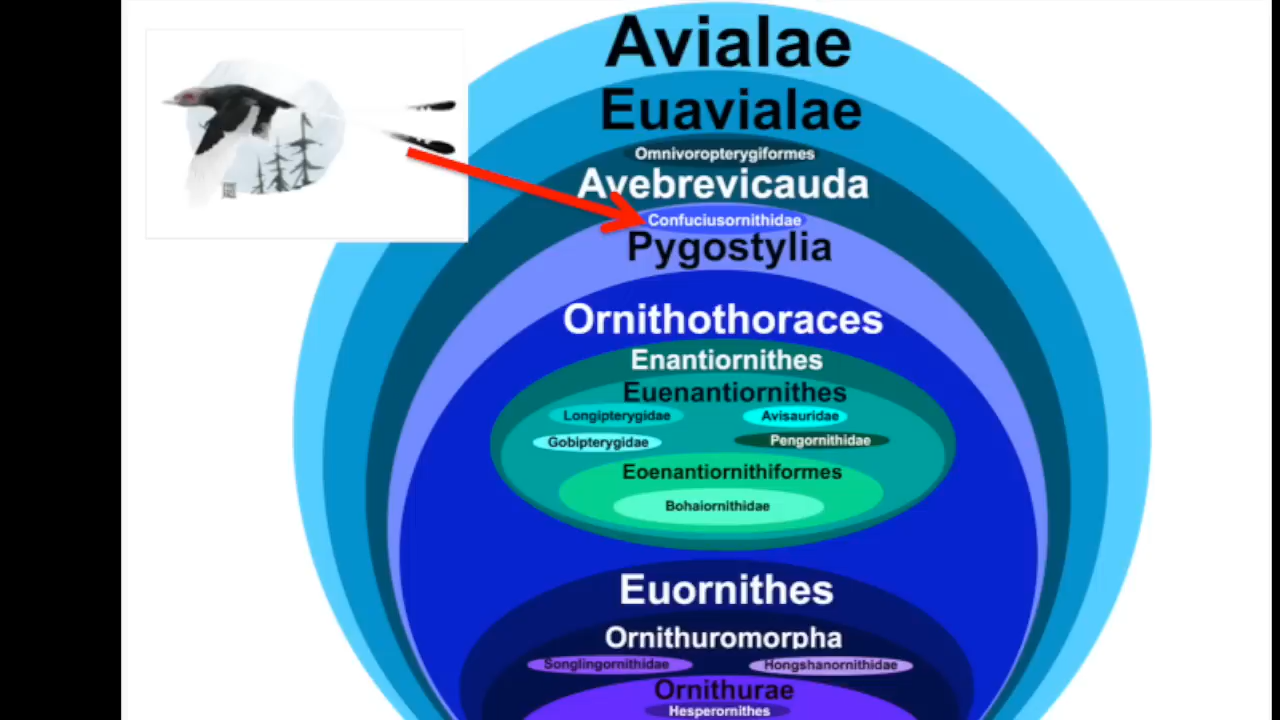 Avialae
Euavialae
Omnivoropterygiformes
Avebrevicauda
Confuciusornithidae
Pygostylia
Ornithothoraces
Enantiornithes
Euenantiornithes
Longipterygidae
Avisauridae
Gobipterygidae
Pengornithidae
Eoenantiornithiformes
Bohaiornithidae
Euornithes
Ornithuromorpha
Songlingornithidae
Hongshanornithidae
Ornithurae
Hesperornithes